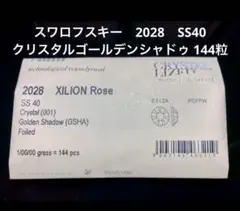 スワロフスキー 2028 SS40
クリスタルゴールデンシャドゥ 144粒
2028 XILION Rose
SS 40
Crystal (001)
Golden Shadow (GSHA)
Foiled
1/00/00 gross = 144 pcs